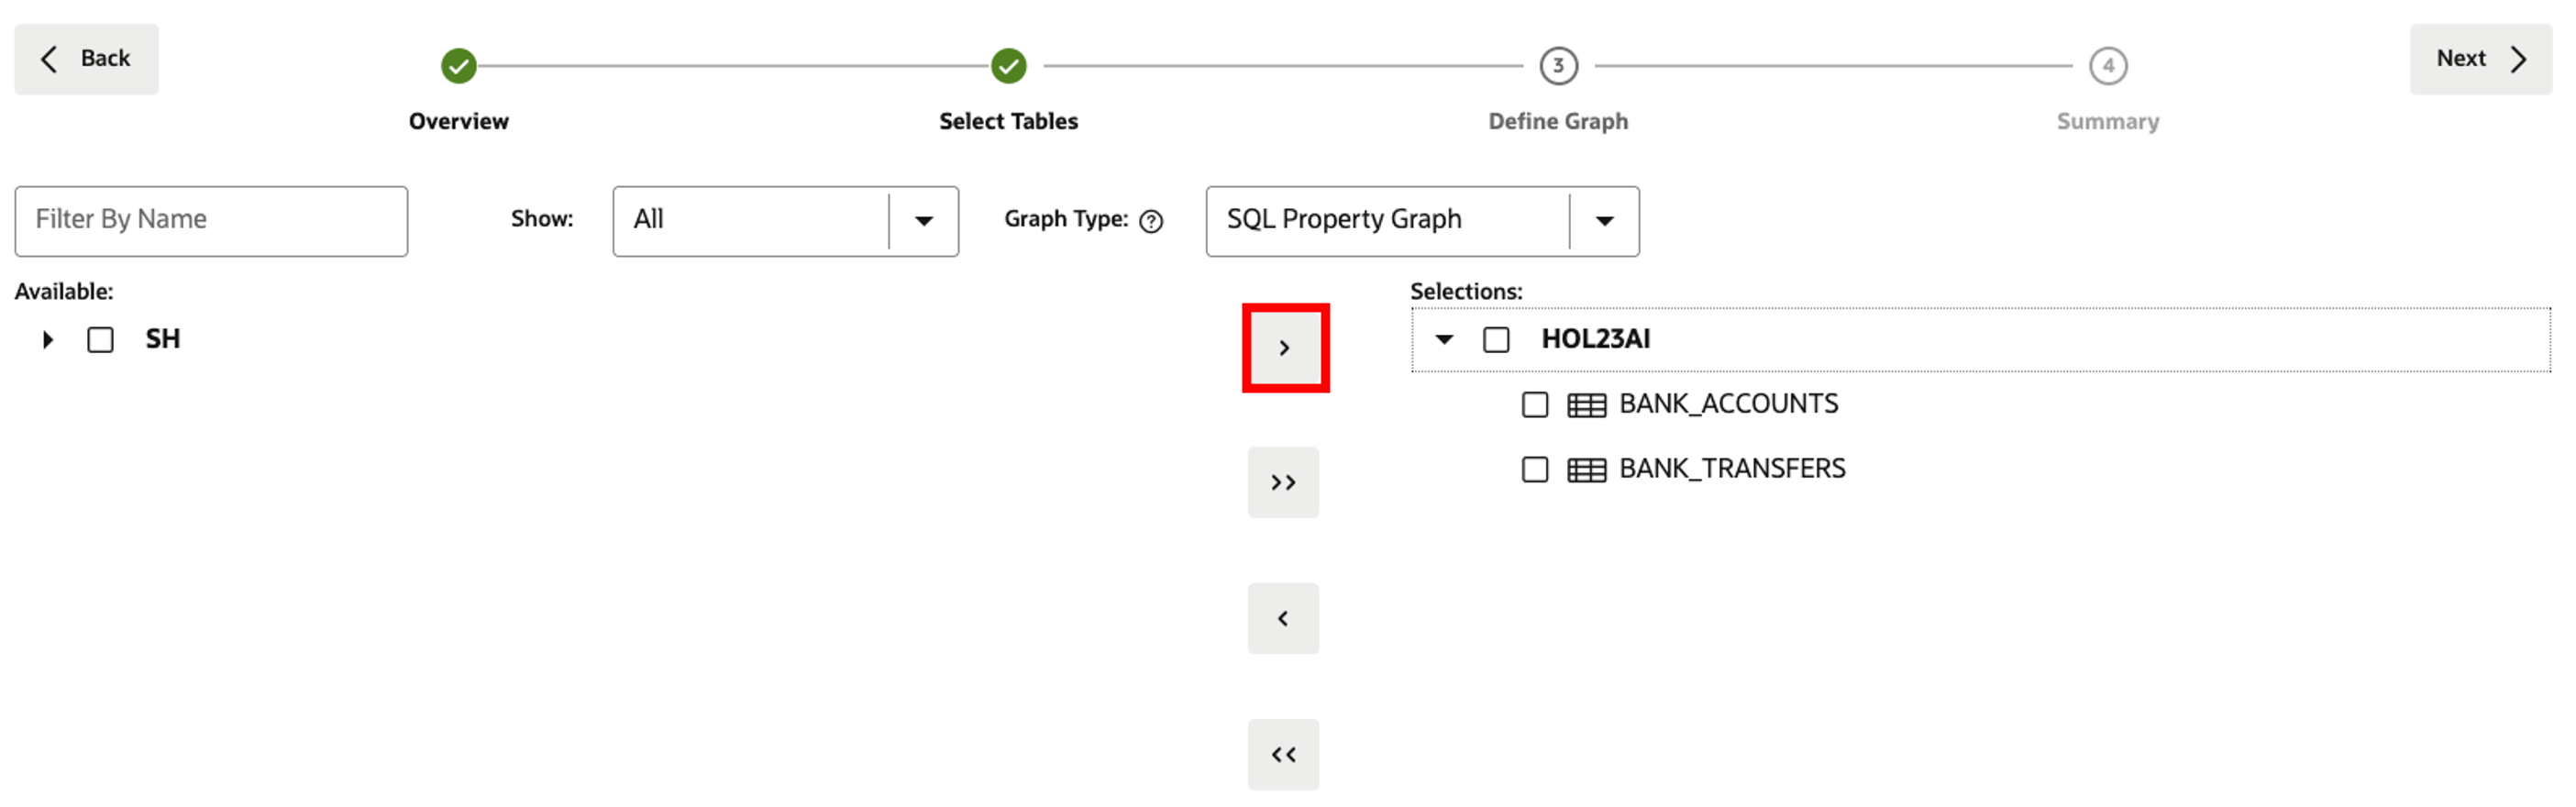 Back
Next
3
4
Overview
Select Tables
Define Graph
Summary
Filter By Name
Show:
All
Graph Type: ?
SQL Property Graph
Available:
Selections:
SH
>
HOL23AI
BANK_ACCOUNTS
BANK_TRANSFERS
>>
<
<<